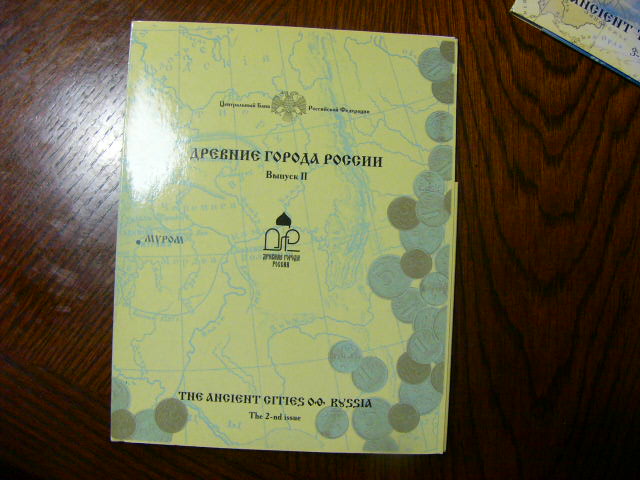 Центральный Банк Российской Федерации
ДРЕВНИЕ ГОРОДА РОССИИ
Выпуск II
МУРОМ
ДРЕВНИЕ ГОРОДА
РОССИИ
THE ANCIENT CITIES O.O. RUSSIA
The 2-nd issue
ANCIENT